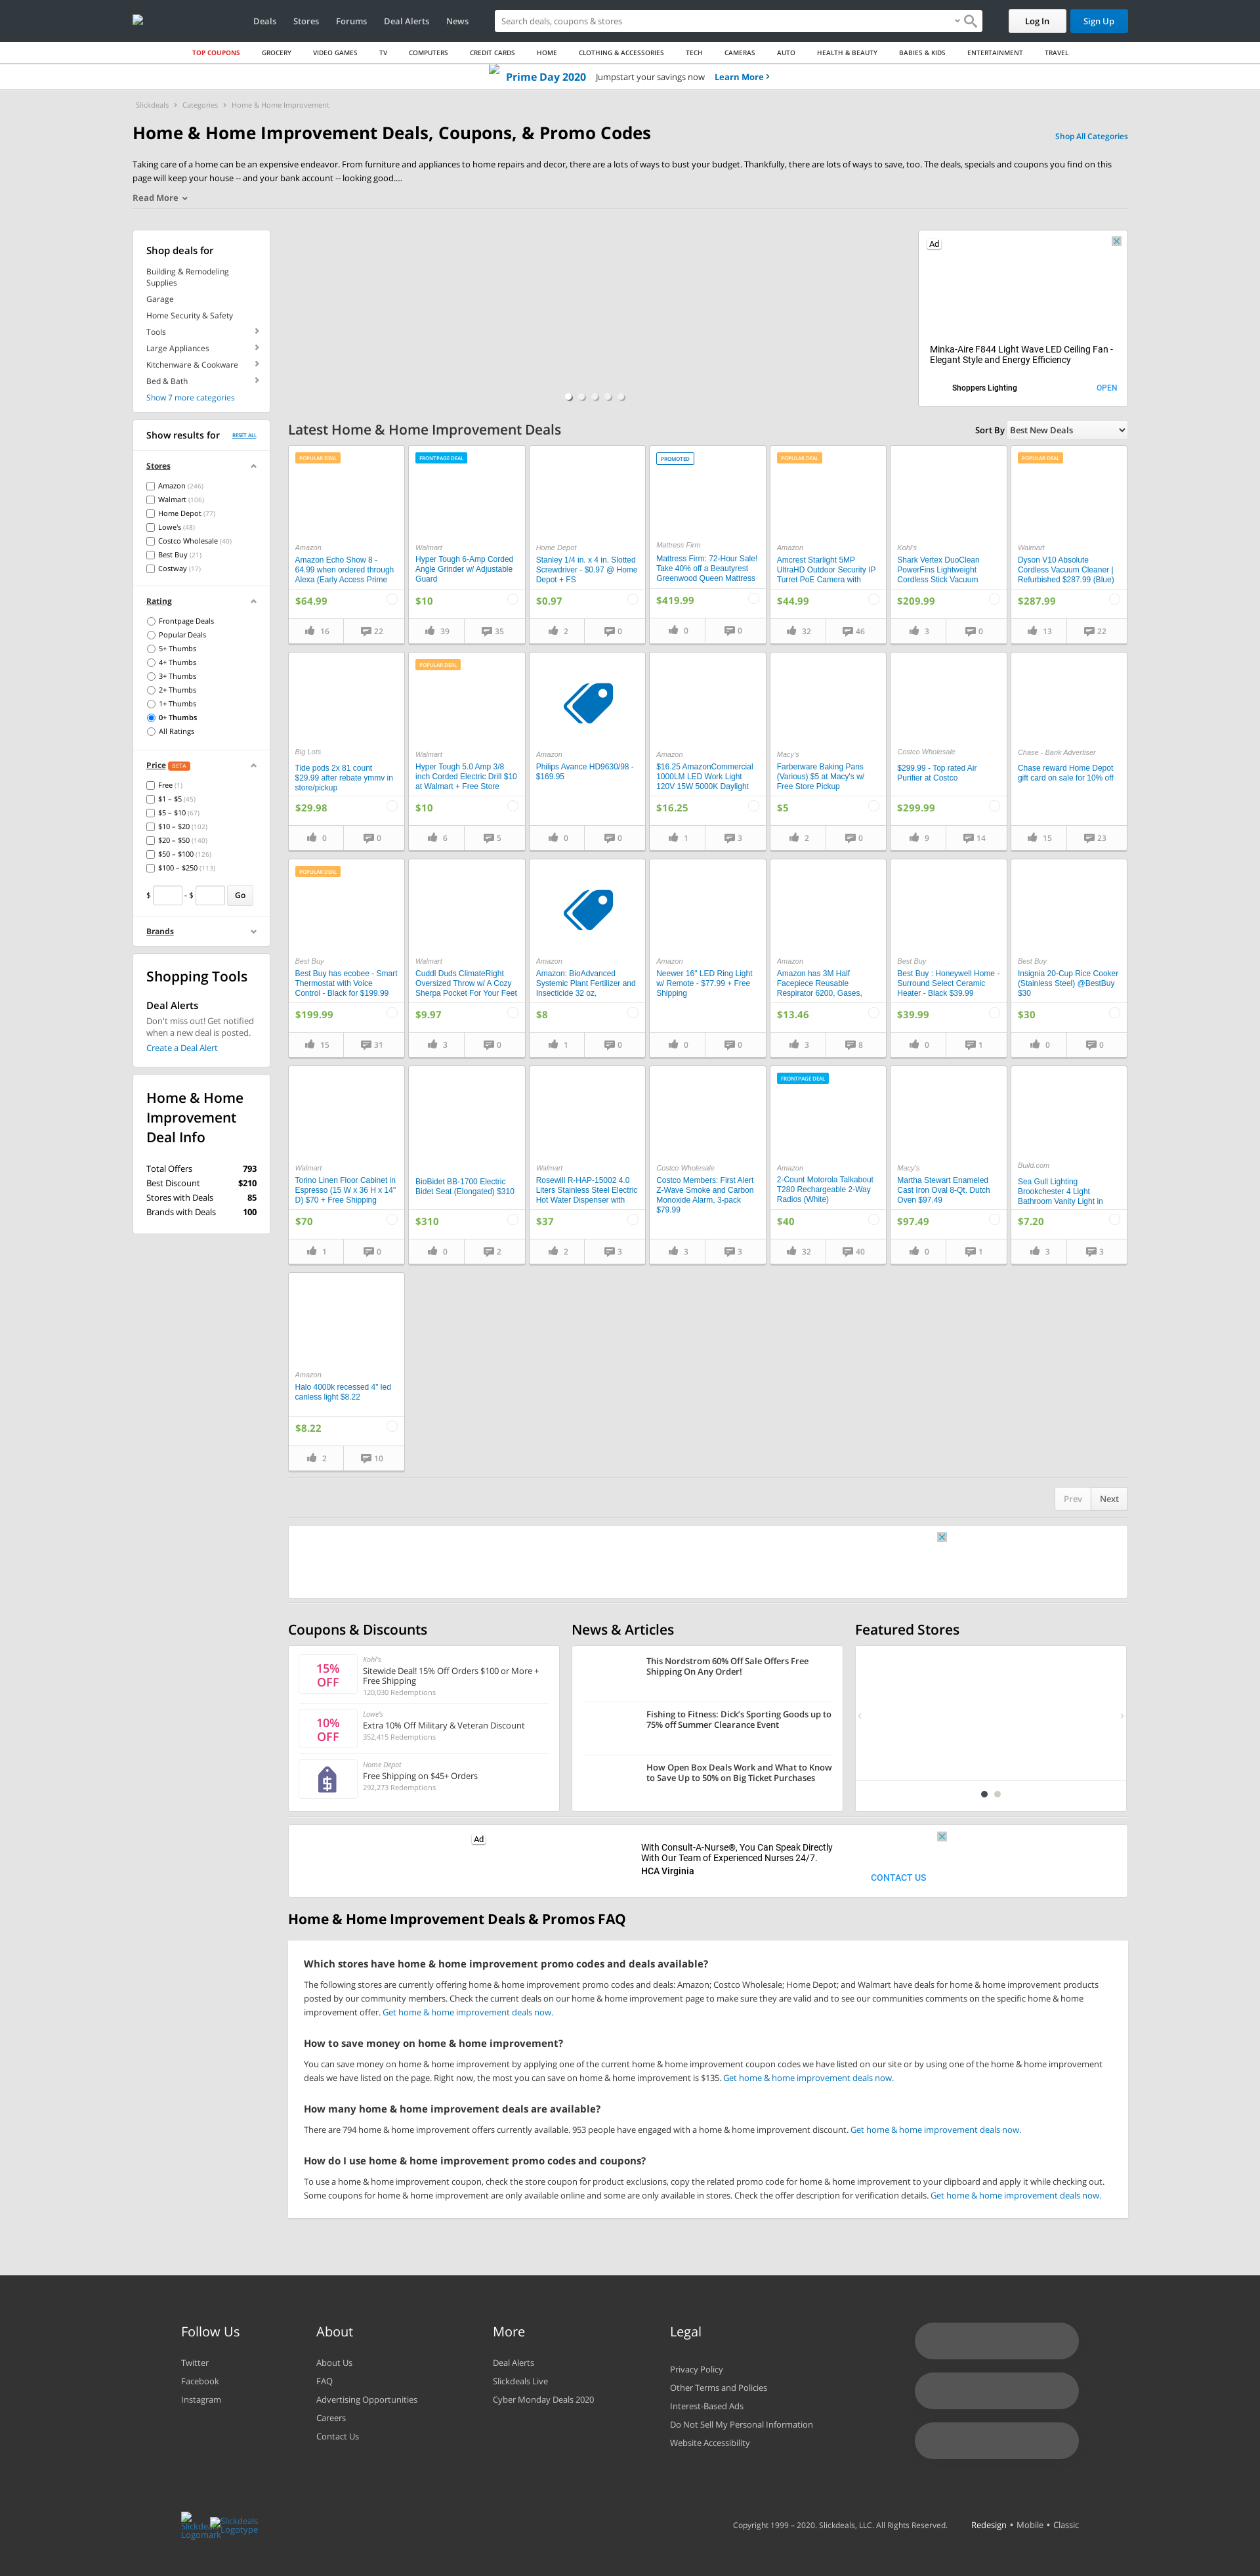 Deals Stores Forums Deal Alerts News
Search deals, coupons & stores
Log In Sign Up
TOP COUPONS GROCERY VIDEO GAMES TV COMPUTERS CREDIT CARDS HOME CLOTHING & ACCESSORIES TECH CAMERAS AUTO HEALTH & BEAUTY BABIES & KIDS ENTERTAINMENT TRAVEL
Prime Day 2020 Jumpstart your savings now Learn More
Slickdeals Categories Home & Home Improvement
Home & Home Improvement Deals, Coupons, & Promo Codes
Shop All Categories
Taking care of a home can be an expensive endeavor. From furniture and appliances to home repairs and decor, there are a lots of ways to bust your budget. Thankfully, there are lots of ways to save, too. The deals, specials and coupons you find on this
page will keep your house -- and your bank account -- looking good....
Read More
Shop deals for
Building & Remodeling
Supplies
Garage
Home Security & Safety
Tools
Large Appliances
Kitchenware & Cookware
Bed & Bath
Show 7 more categories
Ad
Minka-Aire F844 Light Wave LED Ceiling Fan -
Elegant Style and Energy Efficiency
Shoppers Lighting OPEN
Show results for RESET ALL
Stores
Amazon (246)
Walmart (106)
Home Depot (77)
Lowe's (48)
Costco Wholesale (40)
Best Buy (21)
Costway (17)
Rating
Frontpage Deals
Popular Deals
5+ Thumbs
4+ Thumbs
3+ Thumbs
2+ Thumbs
1+ Thumbs
0+ Thumbs
All Ratings
Price BETA
Free (1)
$1 – $5 (45)
$5 – $10 (67)
$10 – $20 (102)
$20 – $50 (140)
$50 – $100 (126)
$100 – $250 (113)
$ - $ Go
Brands
Shopping Tools
Deal Alerts
Don't miss out! Get notified
when a new deal is posted.
Create a Deal Alert
Home & Home
Improvement
Deal Info
Total Offers 793
Best Discount $210
Stores with Deals 85
Brands with Deals 100
Latest Home & Home Improvement Deals
Sort By Best New Deals
POPULAR DEAL
Amazon
Amazon Echo Show 8 -
64.99 when ordered through
Alexa (Early Access Prime
$64.99
16 22
FRONTPAGE DEAL
Walmart
Hyper Tough 6-Amp Corded
Angle Grinder w/ Adjustable
Guard
$10
39 35
Home Depot
Stanley 1/4 in. x 4 in. Slotted
Screwdriver - $0.97 @ Home
Depot + FS
$0.97
2 0
PROMOTED
Mattress Firm
Mattress Firm: 72-Hour Sale!
Take 40% off a Beautyrest
Greenwood Queen Mattress
$419.99
0 0
POPULAR DEAL
Amazon
Amcrest Starlight 5MP
UltraHD Outdoor Security IP
Turret PoE Camera with
$44.99
32 46
Kohl's
Shark Vertex DuoClean
PowerFins Lightweight
Cordless Stick Vacuum
$209.99
3 0
POPULAR DEAL
Walmart
Dyson V10 Absolute
Cordless Vacuum Cleaner |
Refurbished $287.99 (Blue)
$287.99
13 22
Big Lots
Tide pods 2x 81 count
$29.99 after rebate ymmv in
store/pickup
$29.98
0 0
POPULAR DEAL
Walmart
Hyper Tough 5.0 Amp 3/8
inch Corded Electric Drill $10
at Walmart + Free Store
$10
6 5
Amazon
Philips Avance HD9630/98 -
$169.95
0 0
Amazon
$16.25 AmazonCommercial
1000LM LED Work Light
120V 15W 5000K Daylight
$16.25
1 3
Macy's
Farberware Baking Pans
(Various) $5 at Macy's w/
Free Store Pickup
$5
2 0
Costco Wholesale
$299.99 - Top rated Air
Purifier at Costco
$299.99
9 14
Chase - Bank Advertiser
Chase reward Home Depot
gift card on sale for 10% off
15 23
POPULAR DEAL
Best Buy
Best Buy has ecobee - Smart
Thermostat with Voice
Control - Black for $199.99
$199.99
15 31
Walmart
Cuddl Duds ClimateRight
Oversized Throw w/ A Cozy
Sherpa Pocket For Your Feet
$9.97
3 0
Amazon
Amazon: BioAdvanced
Systemic Plant Fertilizer and
Insecticide 32 oz,
$8
1 0
Amazon
Neewer 16" LED Ring Light
w/ Remote - $77.99 + Free
Shipping
0 0
Amazon
Amazon has 3M Half
Facepiece Reusable
Respirator 6200, Gases,
$13.46
3 8
Best Buy
Best Buy : Honeywell Home -
Surround Select Ceramic
Heater - Black $39.99
$39.99
0 1
Best Buy
Insignia 20-Cup Rice Cooker
(Stainless Steel) @BestBuy
$30
$30
0 0
Walmart
Torino Linen Floor Cabinet in
Espresso (15 W x 36 H x 14"
D) $70 + Free Shipping
$70
1 0
BioBidet BB-1700 Electric
Bidet Seat (Elongated) $310
$310
0 2
Walmart
Rosewill R-HAP-15002 4.0
Liters Stainless Steel Electric
Hot Water Dispenser with
$37
2 3
Costco Wholesale
Costco Members: First Alert
Z-Wave Smoke and Carbon
Monoxide Alarm, 3-pack
$79.99
3 3
FRONTPAGE DEAL
Amazon
2-Count Motorola Talkabout
T280 Rechargeable 2-Way
Radios (White)
$40
32 40
Macy's
Martha Stewart Enameled
Cast Iron Oval 8-Qt. Dutch
Oven $97.49
$97.49
0 1
Build.com
Sea Gull Lighting
Brookchester 4 Light
Bathroom Vanity Light in
$7.20
3 3
Amazon
Halo 4000k recessed 4" led
canless light $8.22
$8.22
2 10
Prev Next
Coupons & Discounts
15%
OFF
Kohl's
Sitewide Deal! 15% Off Orders $100 or More +
Free Shipping
120,030 Redemptions
10%
OFF
Lowe's
Extra 10% Off Military & Veteran Discount
352,415 Redemptions
Home Depot
Free Shipping on $45+ Orders
292,273 Redemptions
News & Articles
This Nordstrom 60% Off Sale Offers Free
Shipping On Any Order!
Fishing to Fitness: Dick's Sporting Goods up to
75% off Summer Clearance Event
How Open Box Deals Work and What to Know
to Save Up to 50% on Big Ticket Purchases
Featured Stores
Ad
With Consult-A-Nurse®, You Can Speak Directly
With Our Team of Experienced Nurses 24/7.
HCA Virginia
CONTACT US
Home & Home Improvement Deals & Promos FAQ
Which stores have home & home improvement promo codes and deals available?
The following stores are currently offering home & home improvement promo codes and deals: Amazon; Costco Wholesale; Home Depot; and Walmart have deals for home & home improvement products
posted by our community members. Check the current deals on our home & home improvement page to make sure they are valid and to see our communities comments on the specific home & home
improvement offer. Get home & home improvement deals now.
How to save money on home & home improvement?
You can save money on home & home improvement by applying one of the current home & home improvement coupon codes we have listed on our site or by using one of the home & home improvement
deals we have listed on the page. Right now, the most you can save on home & home improvement is $135. Get home & home improvement deals now.
How many home & home improvement deals are available?
There are 794 home & home improvement offers currently available. 953 people have engaged with a home & home improvement discount. Get home & home improvement deals now.
How do I use home & home improvement promo codes and coupons?
To use a home & home improvement coupon, check the store coupon for product exclusions, copy the related promo code for home & home improvement to your clipboard and apply it while checking out.
Some coupons for home & home improvement are only available online and some are only available in stores. Check the offer description for verification details. Get home & home improvement deals now.
Follow Us
Twitter
Facebook
Instagram
About
About Us
FAQ
Advertising Opportunities
Careers
Contact Us
More
Deal Alerts
Slickdeals Live
Cyber Monday Deals 2020
Legal
Privacy Policy
Other Terms and Policies
Interest-Based Ads
Do Not Sell My Personal Information
Website Accessibility
Slickdeals
Logomark
Slickdeals
Logotype
Copyright 1999 – 2020. Slickdeals, LLC. All Rights Reserved. Redesign • Mobile • Classic